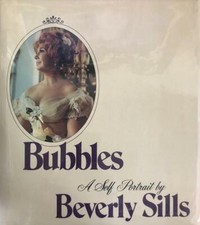 Bubbles
A Self Portrait by
Beverly Sills